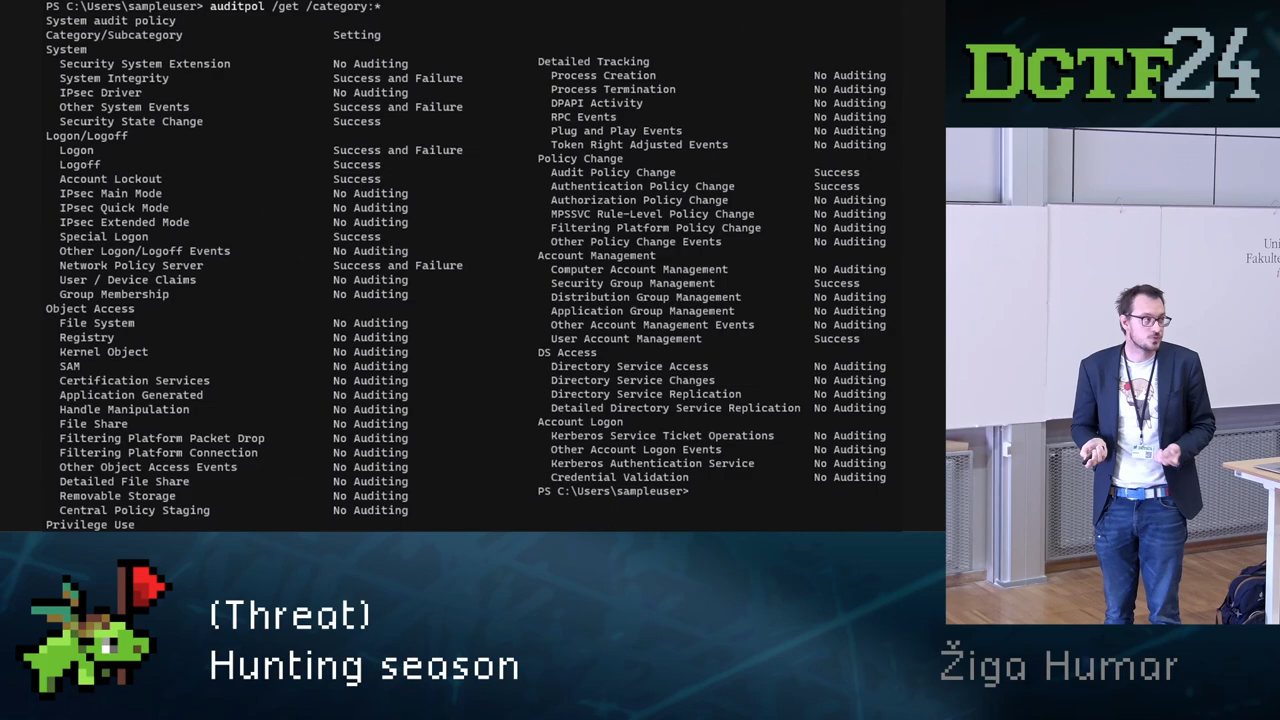 PS C:\Users\sampleuser> auditpol /get /category:*
System audit policy
Category/Subcategory Setting
System
Security System Extension No Auditing
System Integrity Success and Failure
IPsec Driver No Auditing
Other System Events Success and Failure
Security State Change Success
Logon/Logoff
Logon Success and Failure
Logoff Success
Account Lockout Success
IPsec Main Mode No Auditing
IPsec Quick Mode No Auditing
IPsec Extended Mode No Auditing
Special Logon Success
Other Logon/Logoff Events No Auditing
Network Policy Server Success and Failure
User / Device Claims No Auditing
Group Membership No Auditing
Object Access
File System No Auditing
Registry No Auditing
Kernel Object No Auditing
SAM No Auditing
Certification Services No Auditing
Application Generated No Auditing
Handle Manipulation No Auditing
File Share No Auditing
Filtering Platform Packet Drop No Auditing
Filtering Platform Connection No Auditing
Other Object Access Events No Auditing
Detailed File Share No Auditing
Removable Storage No Auditing
Central Policy Staging No Auditing
Privilege Use
Detailed Tracking
Process Creation No Auditing
Process Termination No Auditing
DPAPI Activity No Auditing
RPC Events No Auditing
Plug and Play Events No Auditing
Token Right Adjusted Events No Auditing
Policy Change
Audit Policy Change Success
Authentication Policy Change Success
Authorization Policy Change No Auditing
MPSSVC Rule-Level Policy Change No Auditing
Filtering Platform Policy Change No Auditing
Other Policy Change Events No Auditing
Account Management
Computer Account Management No Auditing
Security Group Management Success
Distribution Group Management No Auditing
Application Group Management No Auditing
Other Account Management Events No Auditing
User Account Management Success
DS Access
Directory Service Access No Auditing
Directory Service Changes No Auditing
Directory Service Replication No Auditing
Detailed Directory Service Replication No Auditing
Account Logon
Kerberos Service Ticket Operations No Auditing
Other Account Logon Events No Auditing
Kerberos Authentication Service No Auditing
Credential Validation No Auditing
PS C:\Users\sampleuser>
DCTF24
Uni
Fakulte
(Threat)
Hunting season
Žiga Humar